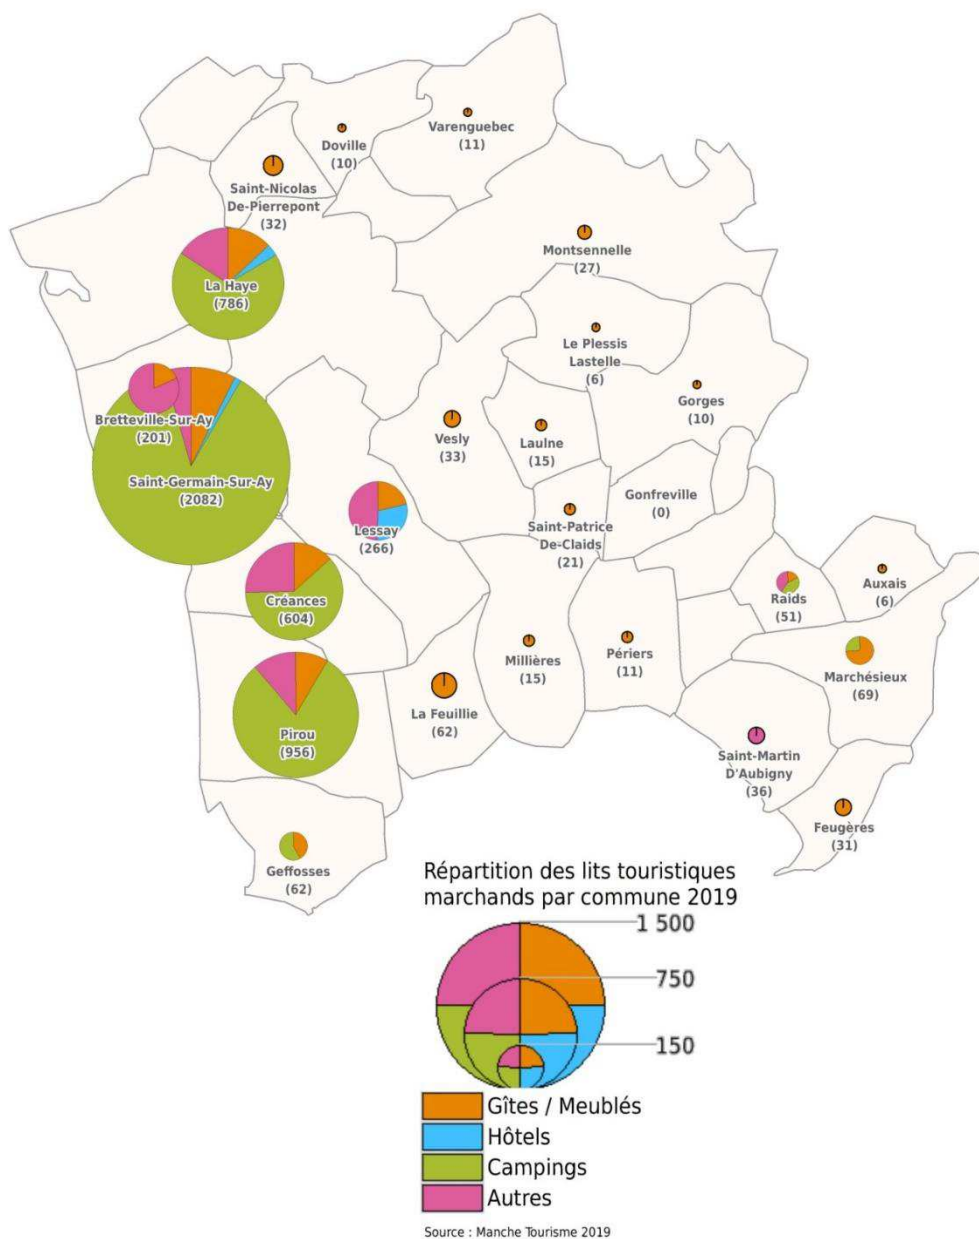 Varenguebec
(11)
Doville
(10)
Saint-Nicolas
De-Pierrepont
(32)
Montsennelle
(27)
La Haye
(786)
Le Plessis
Lastelle
(6)
Gorges
(10)
Bretteville-Sur-Ay
(201)
Vesly
(33)
Laulne
(15)
Saint-Germain-Sur-Ay
(2082)
Gonfreville
(0)
Lessay
(266)
Saint-Patrice
De-Claids
(21)
Créances
(604)
Raids
(51)
Auxais
(6)
Millières
(15)
Périers
(11)
Marchésieux
(69)
La Feuillie
(62)
Pirou
(956)
Saint-Martin
D'Aubigny
(36)
Feugères
(31)
Geffosses
(62)
Répartition des lits touristiques
marchands par commune 2019
1 500
750
150
Gîtes / Meublés
Hôtels
Campings
Autres
Source : Manche Tourisme 2019